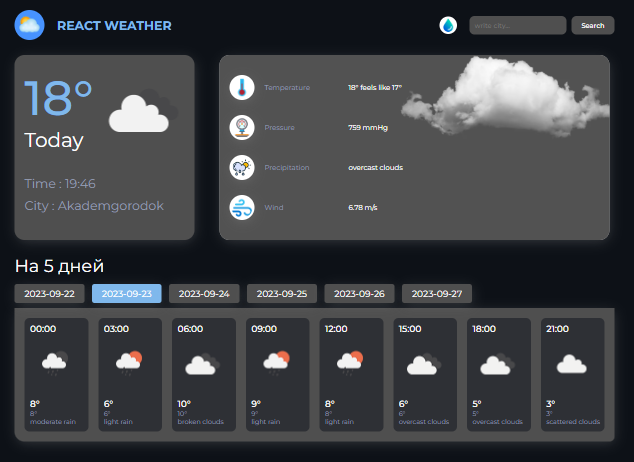 REACT WEATHER
write city...
Search
18°
Today
Time : 19:46
City : Akademgorodok
Temperature 18° feels like 17°
Pressure 759 mmHg
Precipitation overcast clouds
Wind 6.78 m/s
На 5 дней
2023-09-22 2023-09-23 2023-09-24 2023-09-25 2023-09-26 2023-09-27
00:00 03:00 06:00 09:00 12:00 15:00 18:00 21:00
8° 6° 10° 9° 8° 6° 5° 3°
8° 6° 10° 9° 8° 6° 5° 3°
moderate rain light rain broken clouds light rain light rain overcast clouds overcast clouds scattered clouds